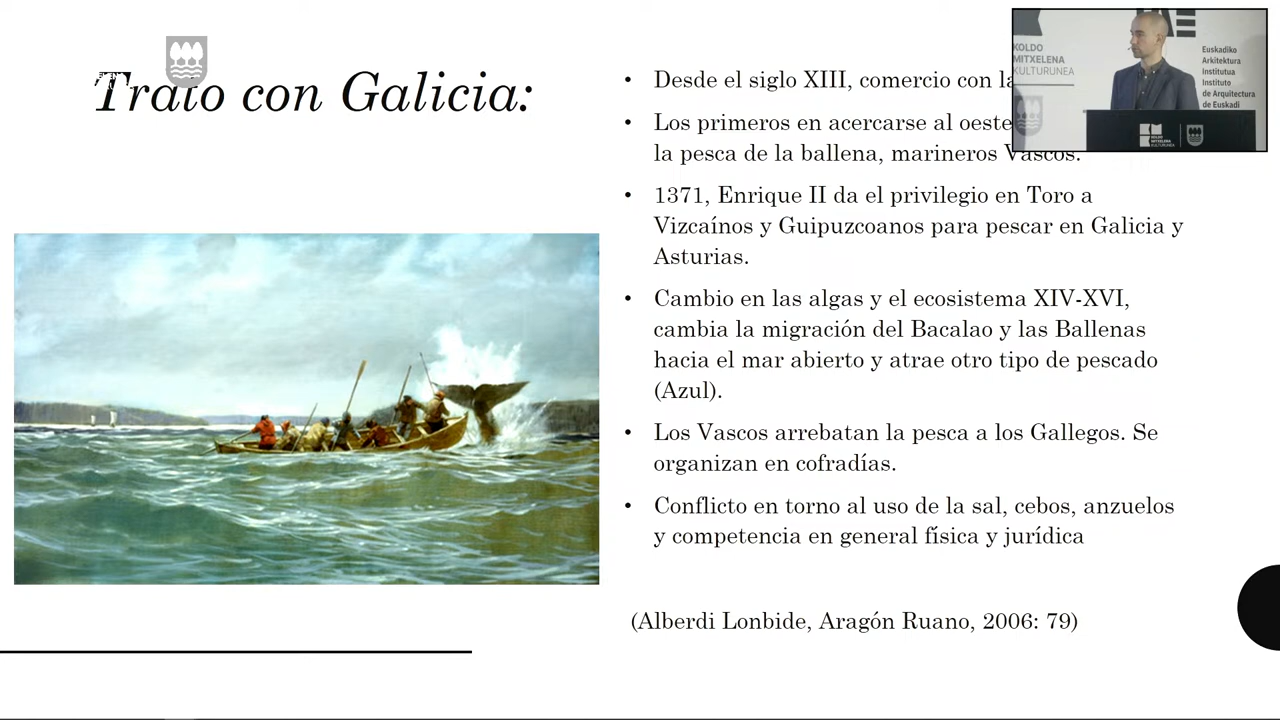 Trato con Galicia:
• Desde el siglo XIII, comercio con
• Los primeros en acercarse al oeste
la pesca de la ballena, marineros Vascos.
• 1371, Enrique II da el privilegio en Toro a
Vizcaínos y Guipuzcoanos para pescar en Galicia y
Asturias.
• Cambio en las algas y el ecosistema XIV-XVI,
cambia la migración del Bacalao y las Ballenas
hacia el mar abierto y atrae otro tipo de pescado
(Azul).
• Los Vascos arrebatan la pesca a los Gallegos. Se
organizan en cofradías.
• Conflicto en torno al uso de la sal, cebos, anzuelos
y competencia en general física y jurídica
(Alberdi Lonbide, Aragón Ruano, 2006: 79)
KOLDO
MITXELENA
KULTURUNEA
Euskadiko
Arkitektura
Institutua
Instituto
de Arquitectura
de Euskadi
KOLDO
MITXELENA
KULTURUNEA